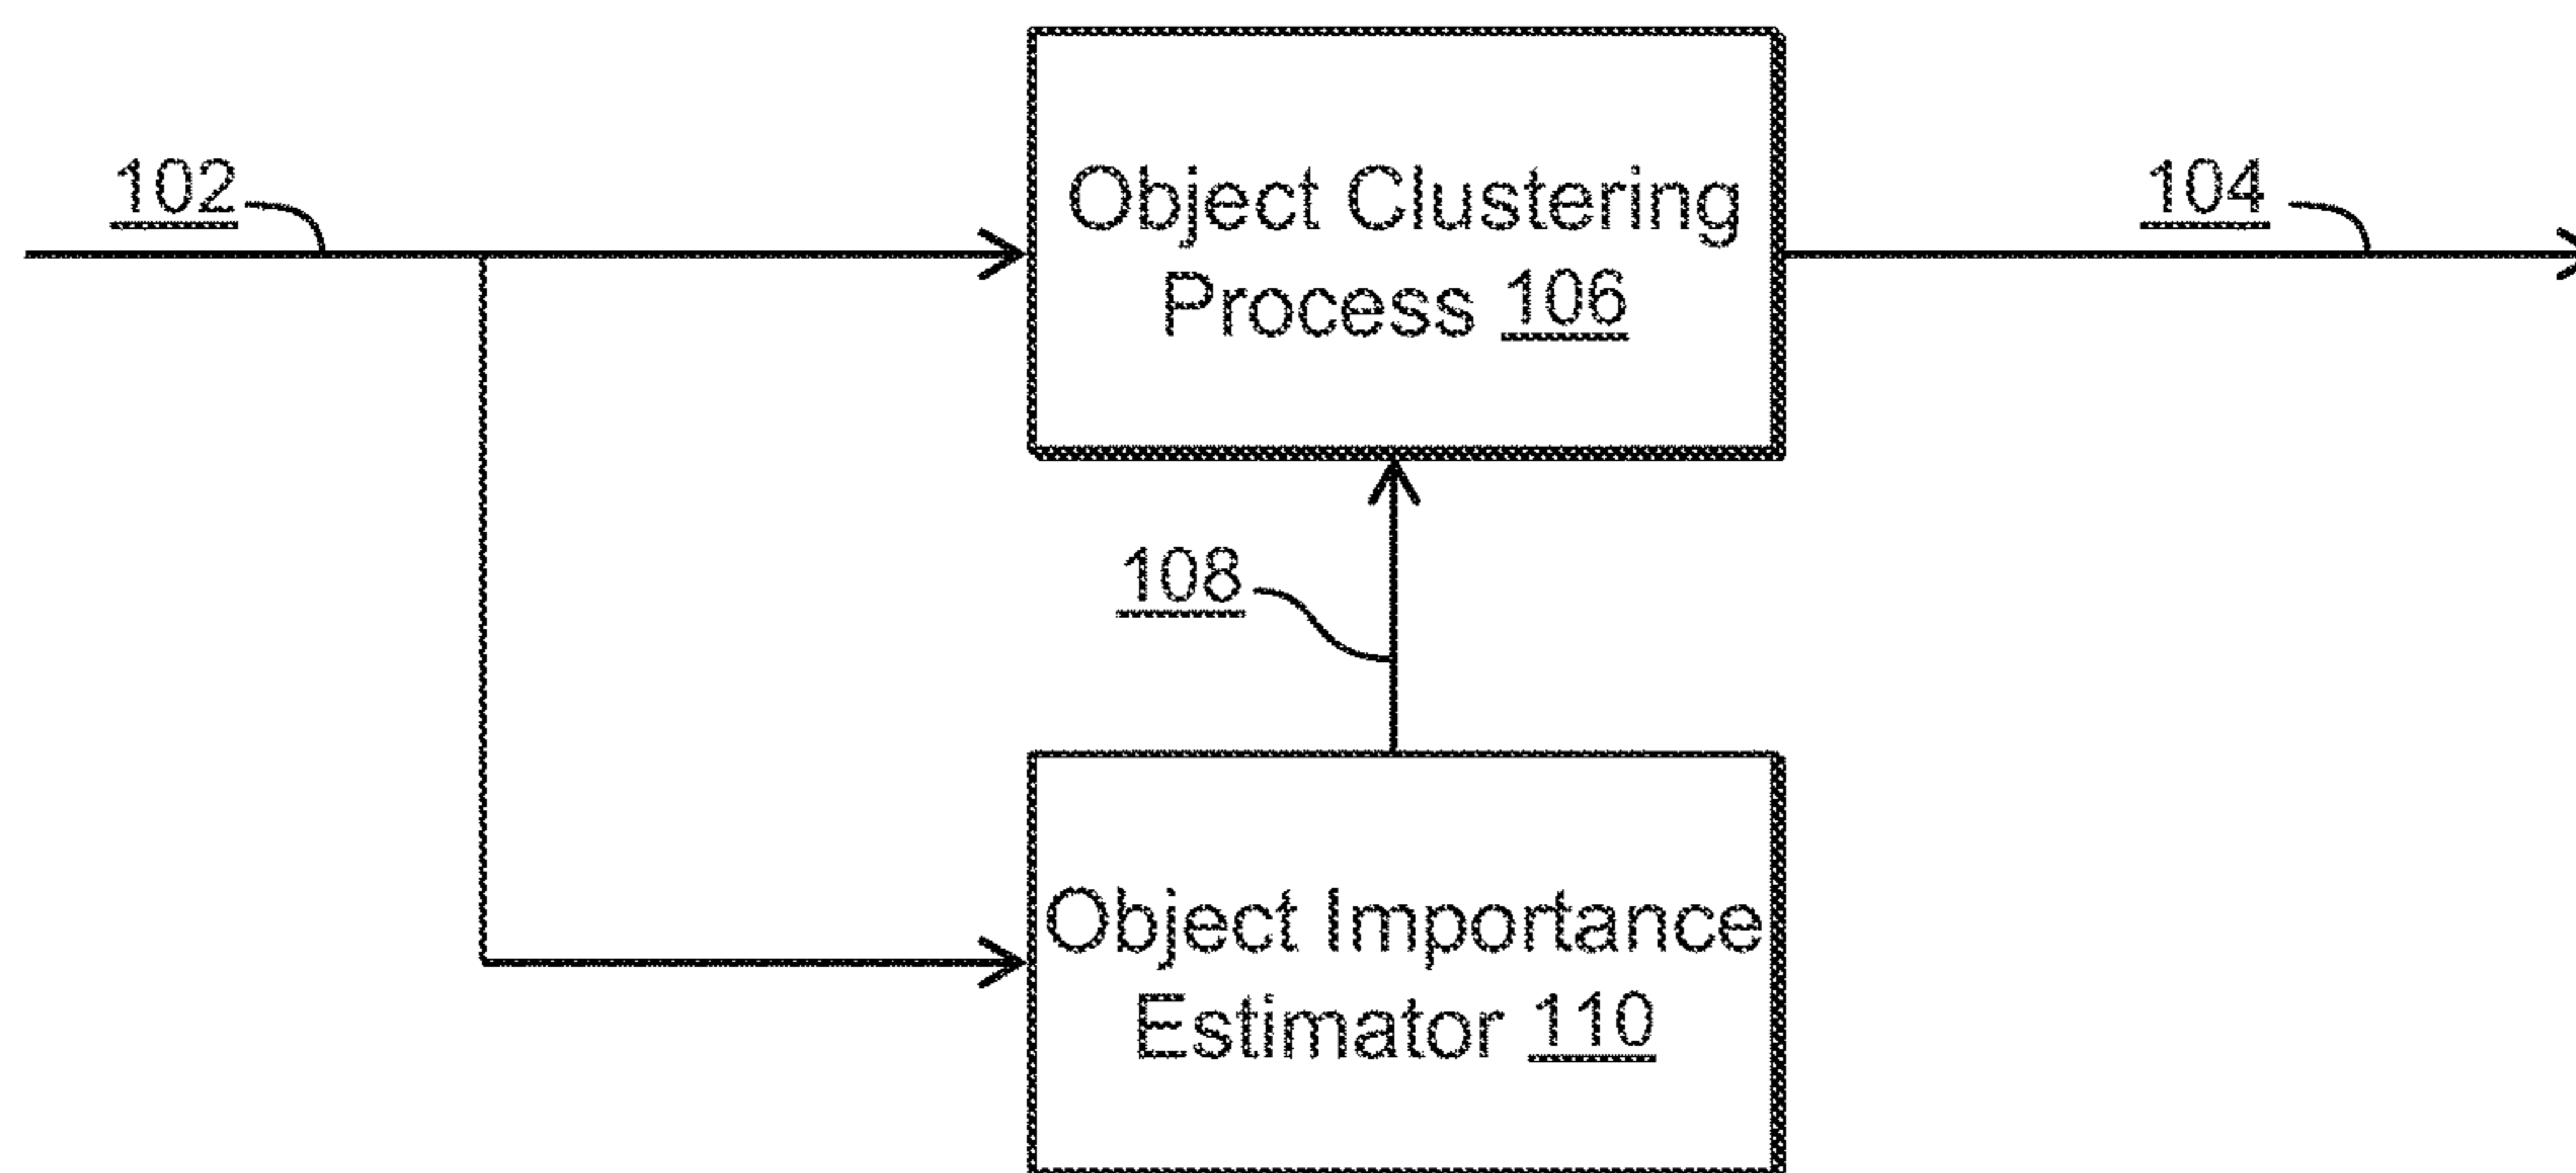 102
Object Clustering
Process 106
104
108
Object Importance
Estimator 110